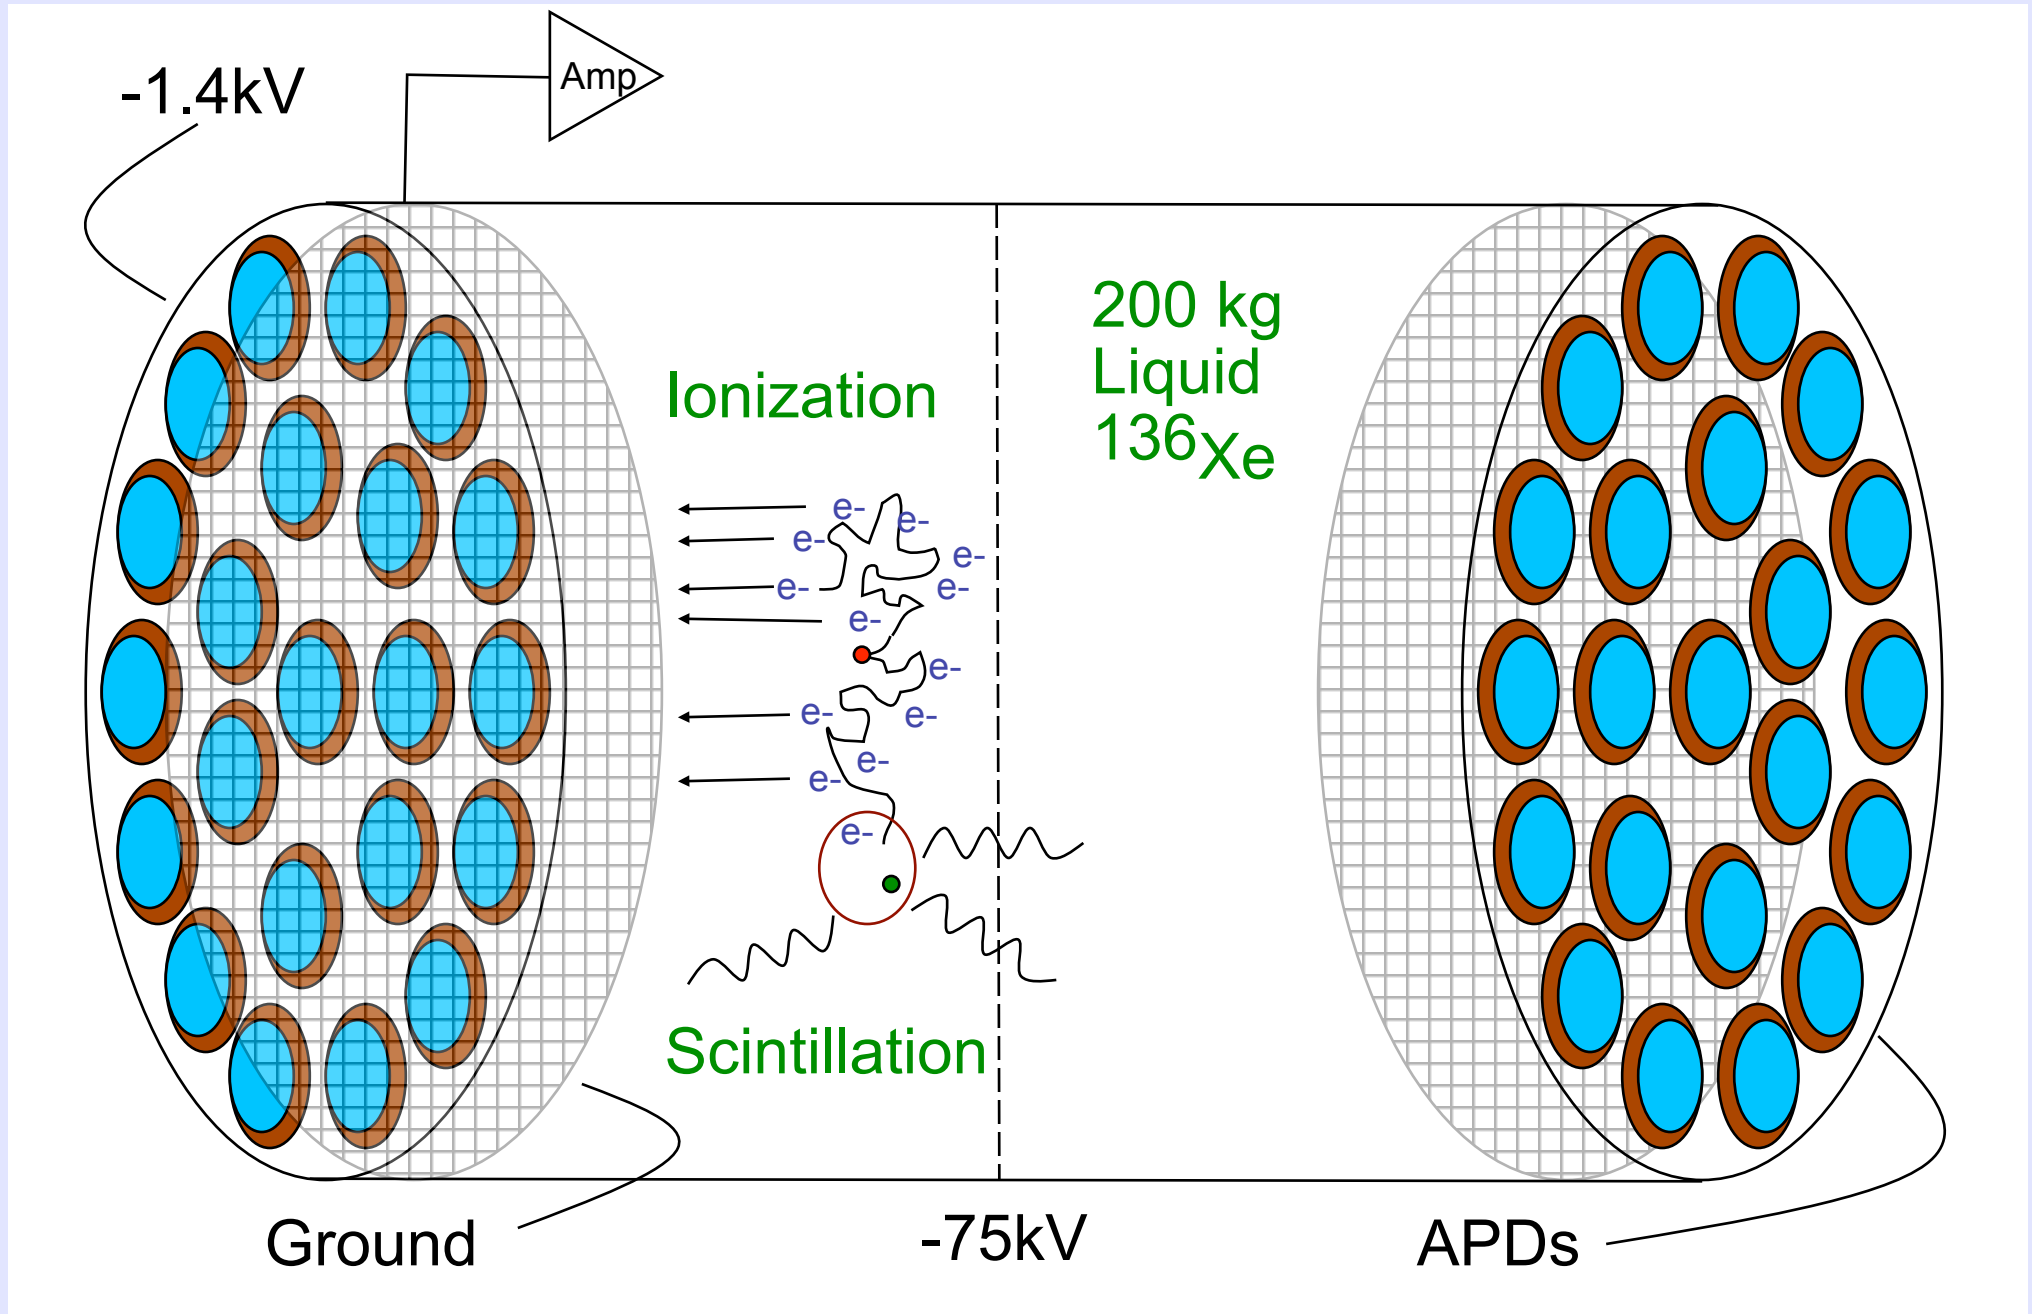 -1.4kV
Amp
200 kg
Liquid
136Xe
Ionization
e-
e-
e-
e-
e-
e-
e-
e-
e-
e-
e-
e-
e-
Scintillation
Ground
-75kV
APDs